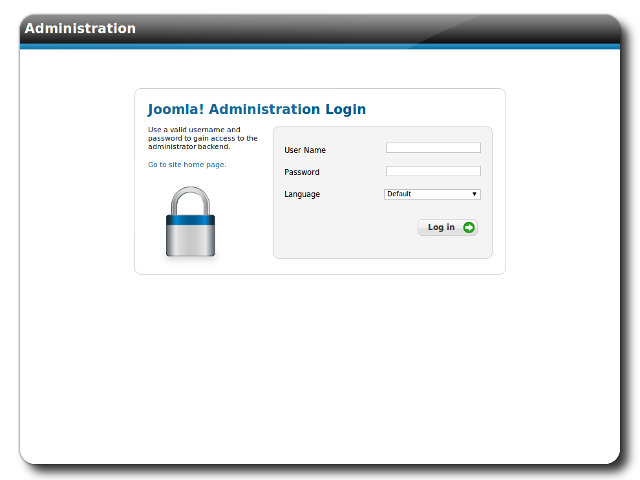 Administration
Joomla! Administration Login
Use a valid username and
password to gain access to the
administrator backend.
Go to site home page.
User Name
Password
Language
Default
Log in